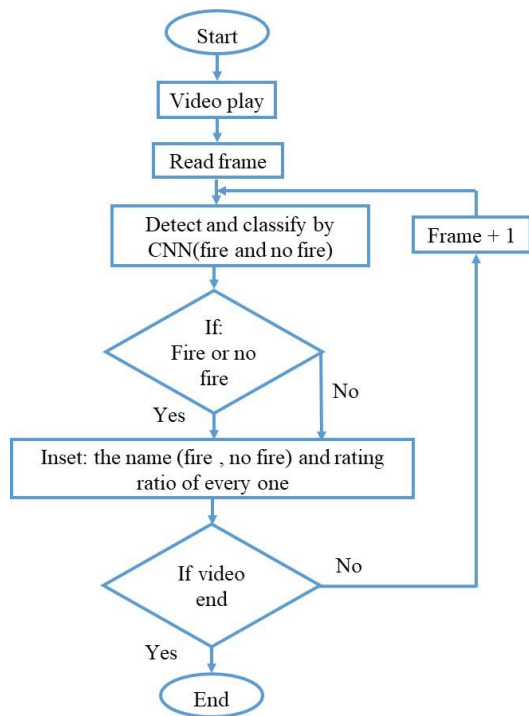 Start
Video play
Read frame
Detect and classify by
CNN(fire and no fire)
Frame + 1
If:
Fire or no
fire
No
Yes
Inset: the name (fire , no fire) and rating
ratio of every one
If video
end
No
Yes
End